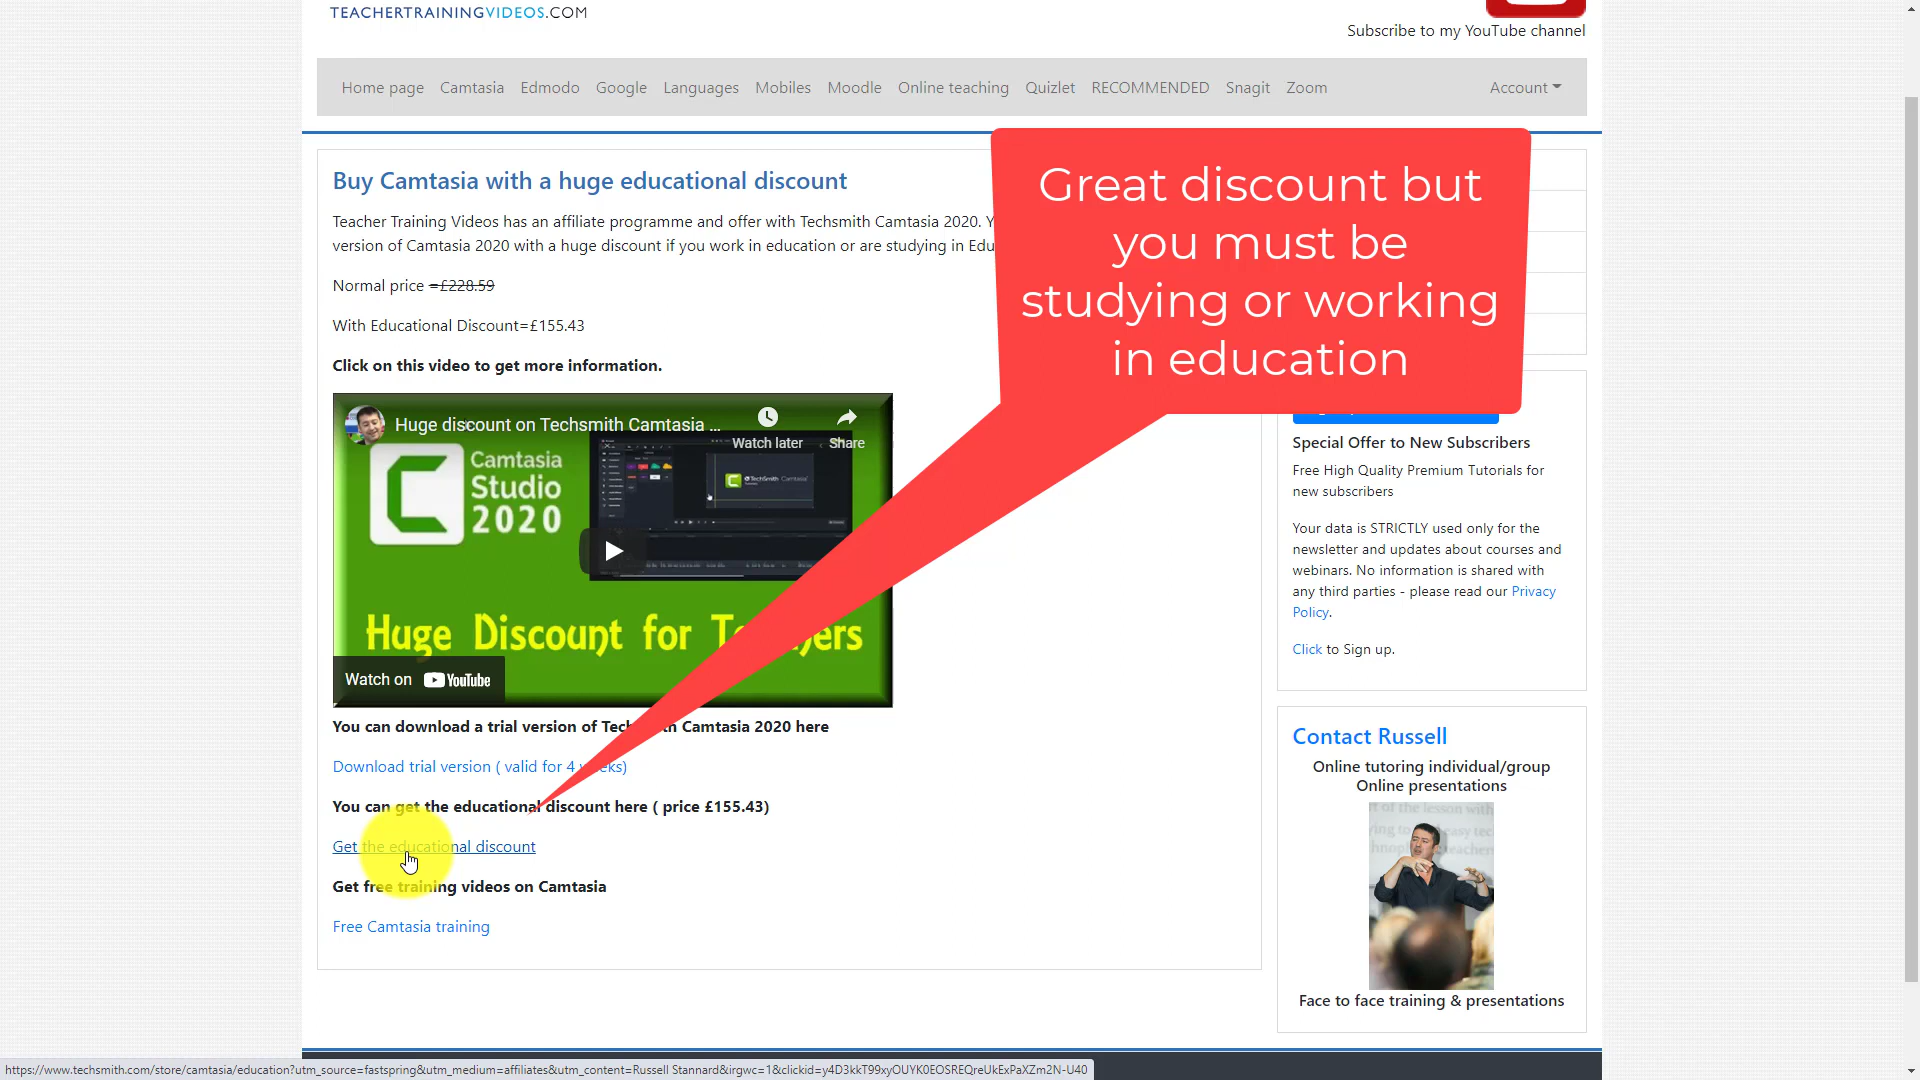 TEACHERTRAININGVIDEOS.COM
Subscribe to my YouTube channel
Home page Camtasia Edmodo Google Languages Mobiles Moodle Online teaching Quizlet RECOMMENDED Snagit Zoom Account
Great discount but
you must be
studying or working
in education
Buy Camtasia with a huge educational discount
Teacher Training Videos has an affiliate programme and offer with Techsmith Camtasia 2020. Y
version of Camtasia 2020 with a huge discount if you work in education or are studying in Edu
Normal price =£228.59
With Educational Discount=£155.43
Click on this video to get more information.
Huge discount on Techsmith Camtasia ...
Watch later
Share
Camtasia
Studio
2020
TechSmith Camtasia
Huge Discount for T ers
Watch on YouTube
You can download a trial version of Tec h Camtasia 2020 here
Download trial version ( valid for 4 w ks)
You can get the educational discount here ( price £155.43)
Get the educational discount
Get free training videos on Camtasia
Free Camtasia training
Special Offer to New Subscribers
Free High Quality Premium Tutorials for
new subscribers
Your data is STRICTLY used only for the
newsletter and updates about courses and
webinars. No information is shared with
any third parties - please read our Privacy
Policy.
Click to Sign up.
Contact Russell
Online tutoring individual/group
Online presentations
Face to face training & presentations
https://www.techsmith.com/store/camtasia/education?utm_source=fastspring&utm_medium=affiliates&utm_content=Russell Stannard&irgwc=1&clickid=y4D3kkT99xyOUYK0EOSREQreUkExPaXZm2N-U40